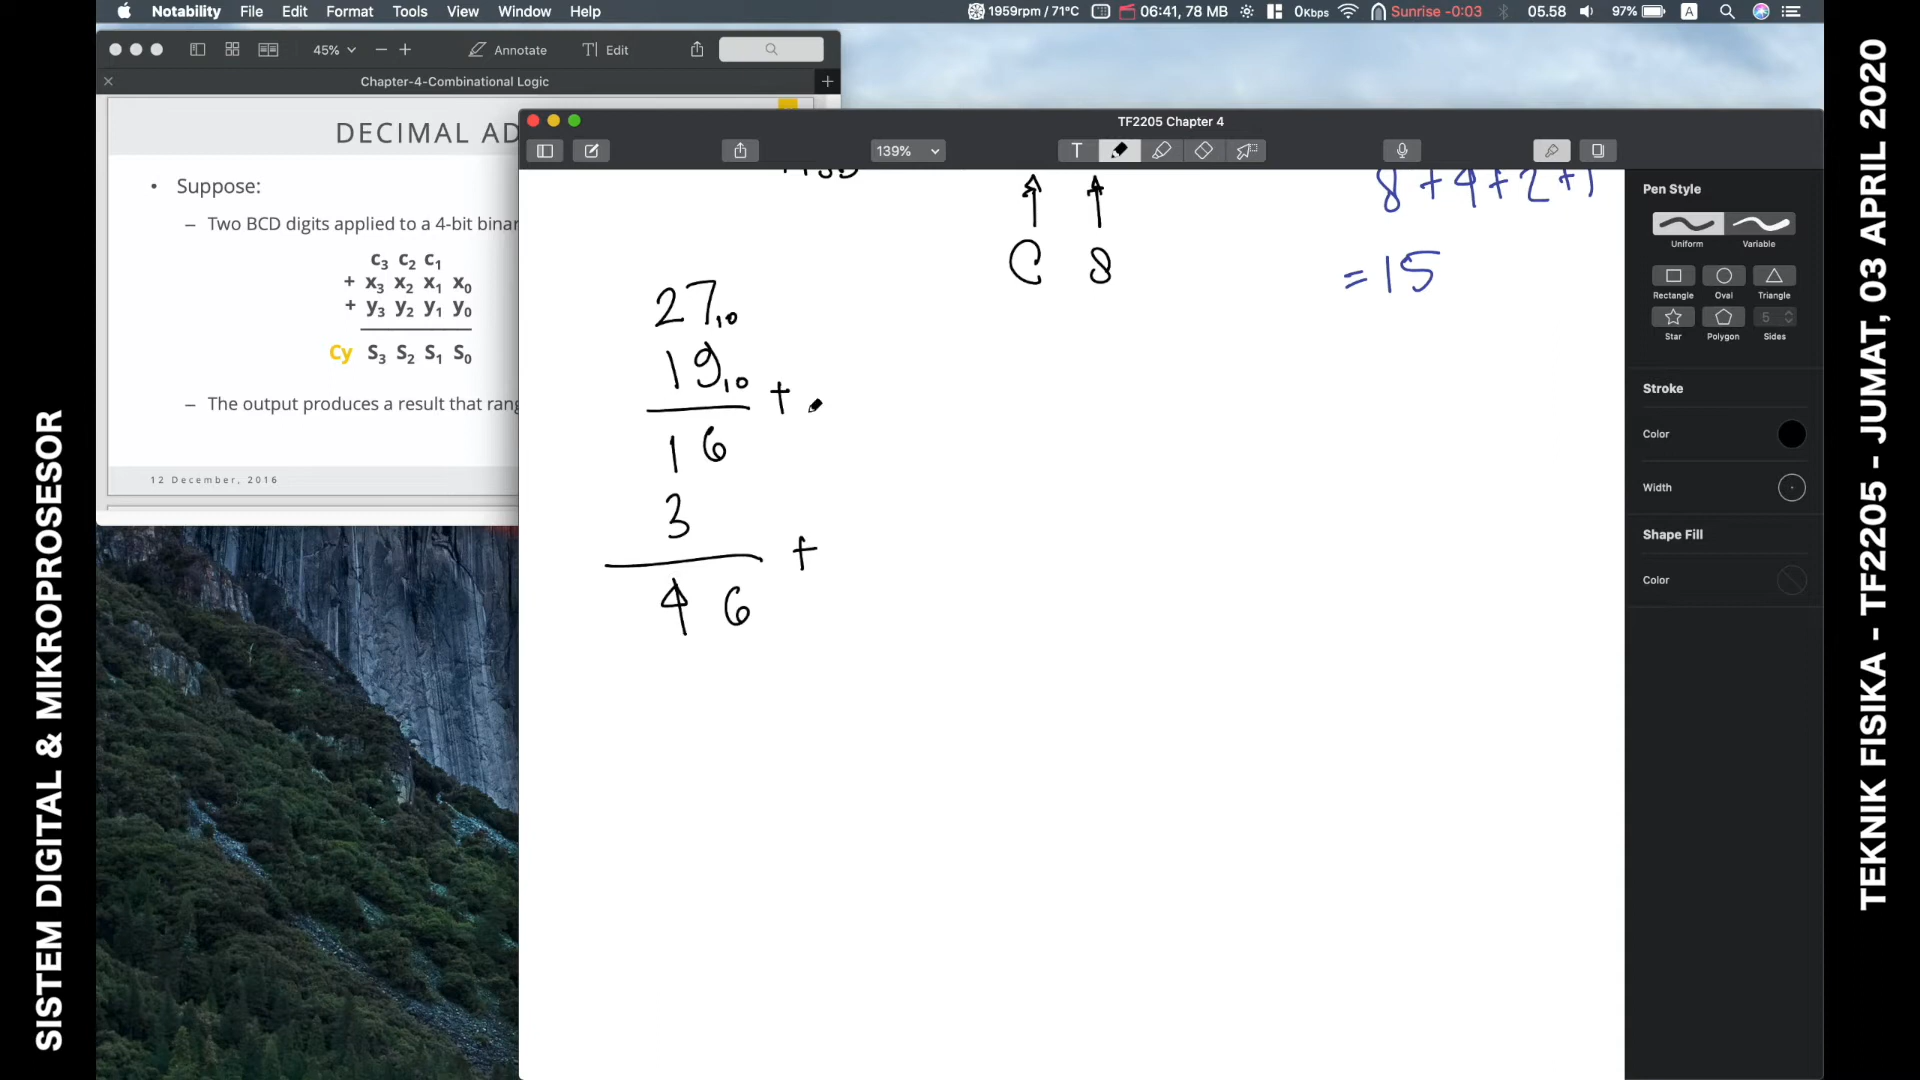 Notability File Edit Format Tools View Window Help
1959rpm / 71°C 06:41, 78 MB 0Kbps Sunrise -0:03 05.58 97% A
45% Annotate T Edit
Chapter-4-Combinational Logic
DECIMAL AD
• Suppose:
– Two BCD digits applied to a 4-bit binar
c3 c2 c1
+ x3 x2 x1 x0
+ y3 y2 y1 y0
Cy S3 S2 S1 S0
– The output produces a result that rang
12 December, 2016
TF2205 Chapter 4
139% T
C 8
8+4+2+1
= 15
27₁₀
19₁₀ +
16
3
+
4 6
Pen Style
Uniform Variable
Rectangle Oval Triangle
5
Star Polygon Sides
Stroke
Color
Width
Shape Fill
Color
SISTEM DIGITAL & MIKROPROSESOR
TEKNIK FISIKA - TF2205 - JUMAT, 03 APRIL 2020